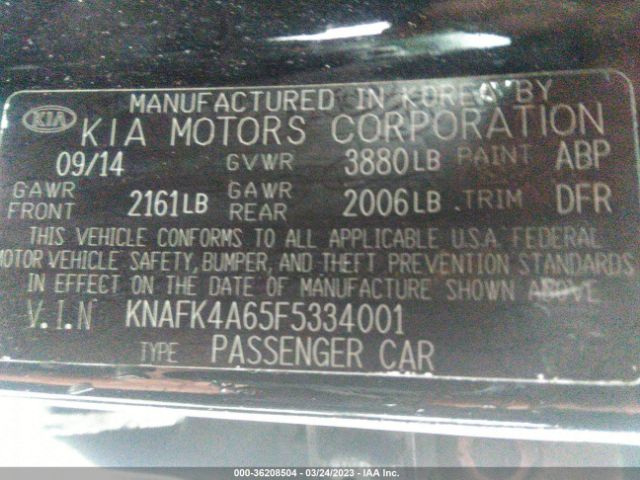 MANUFACTURED IN KOREA BY
KIA KIA MOTORS CORPORATION
09/14 GVWR 3880LB PAINT ABP
GAWR FRONT 2161LB GAWR REAR 2006LB .TRIM DFR
THIS VEHICLE CONFORMS TO ALL APPLICABLE U.S.A. FEDERAL
MOTOR VEHICLE SAFETY, BUMPER, AND THEFT PREVENTION STANDARDS
IN EFFECT ON THE DATE OF MANUFACTURE SHOWN ABOVE
V.I.N KNAFK4A65F5334001
TYPE PASSENGER CAR
000-36208504 - 03/24/2023 - IAA Inc.